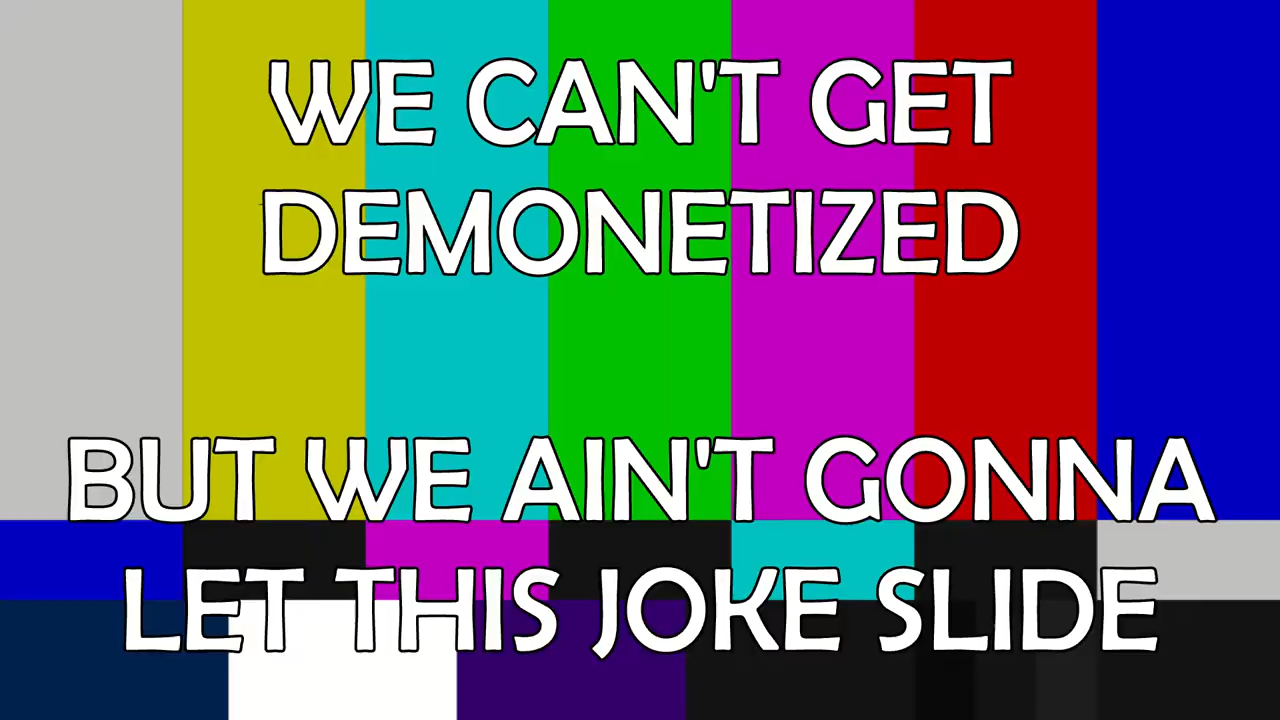 WE CAN'T GET
DEMONETIZED
BUT WE AIN'T GONNA
LET THIS JOKE SLIDE